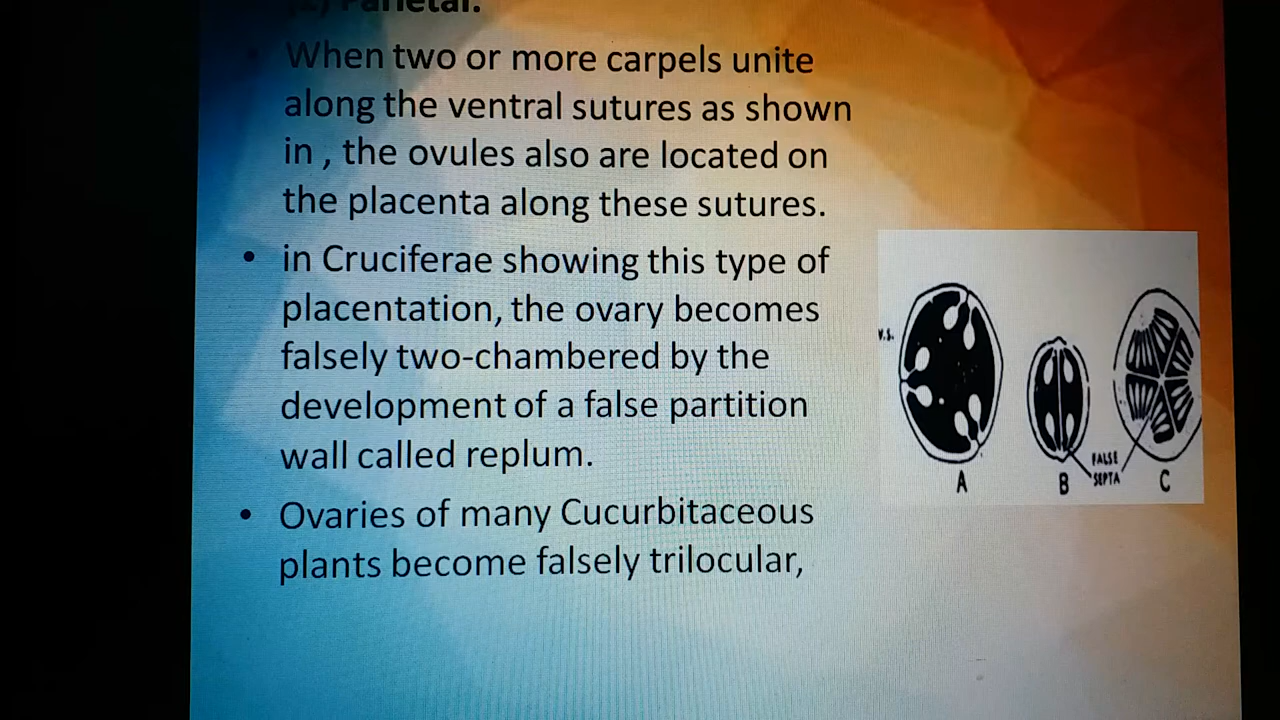 Parietal.
• When two or more carpels unite
along the ventral sutures as shown
in , the ovules also are located on
the placenta along these sutures.
• in Cruciferae showing this type of
placentation, the ovary becomes
falsely two-chambered by the
development of a false partition
wall called replum.
• Ovaries of many Cucurbitaceous
plants become falsely trilocular,
V.S.
A
B
FALSE
SEPTA
C